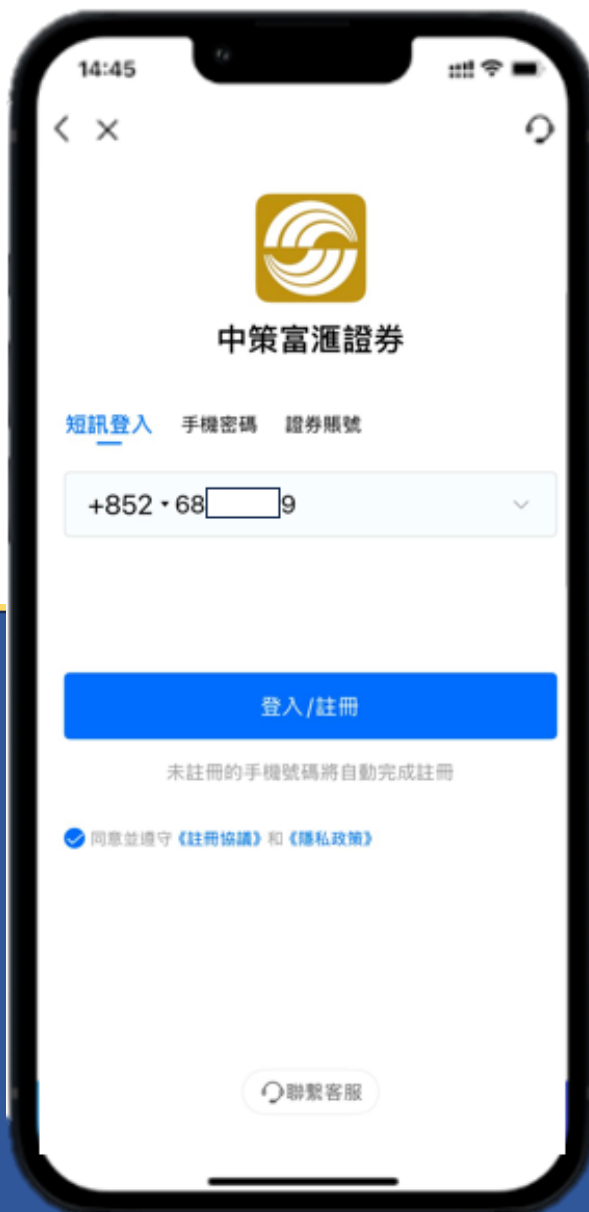 14:45
中策富滙證券
短訊登入 手機密碼 證券賬號
+852 68 9
登入/註冊
未註冊的手機號碼將自動完成註冊
同意並遵守《註冊協議》和《隱私政策》
聯繫客服